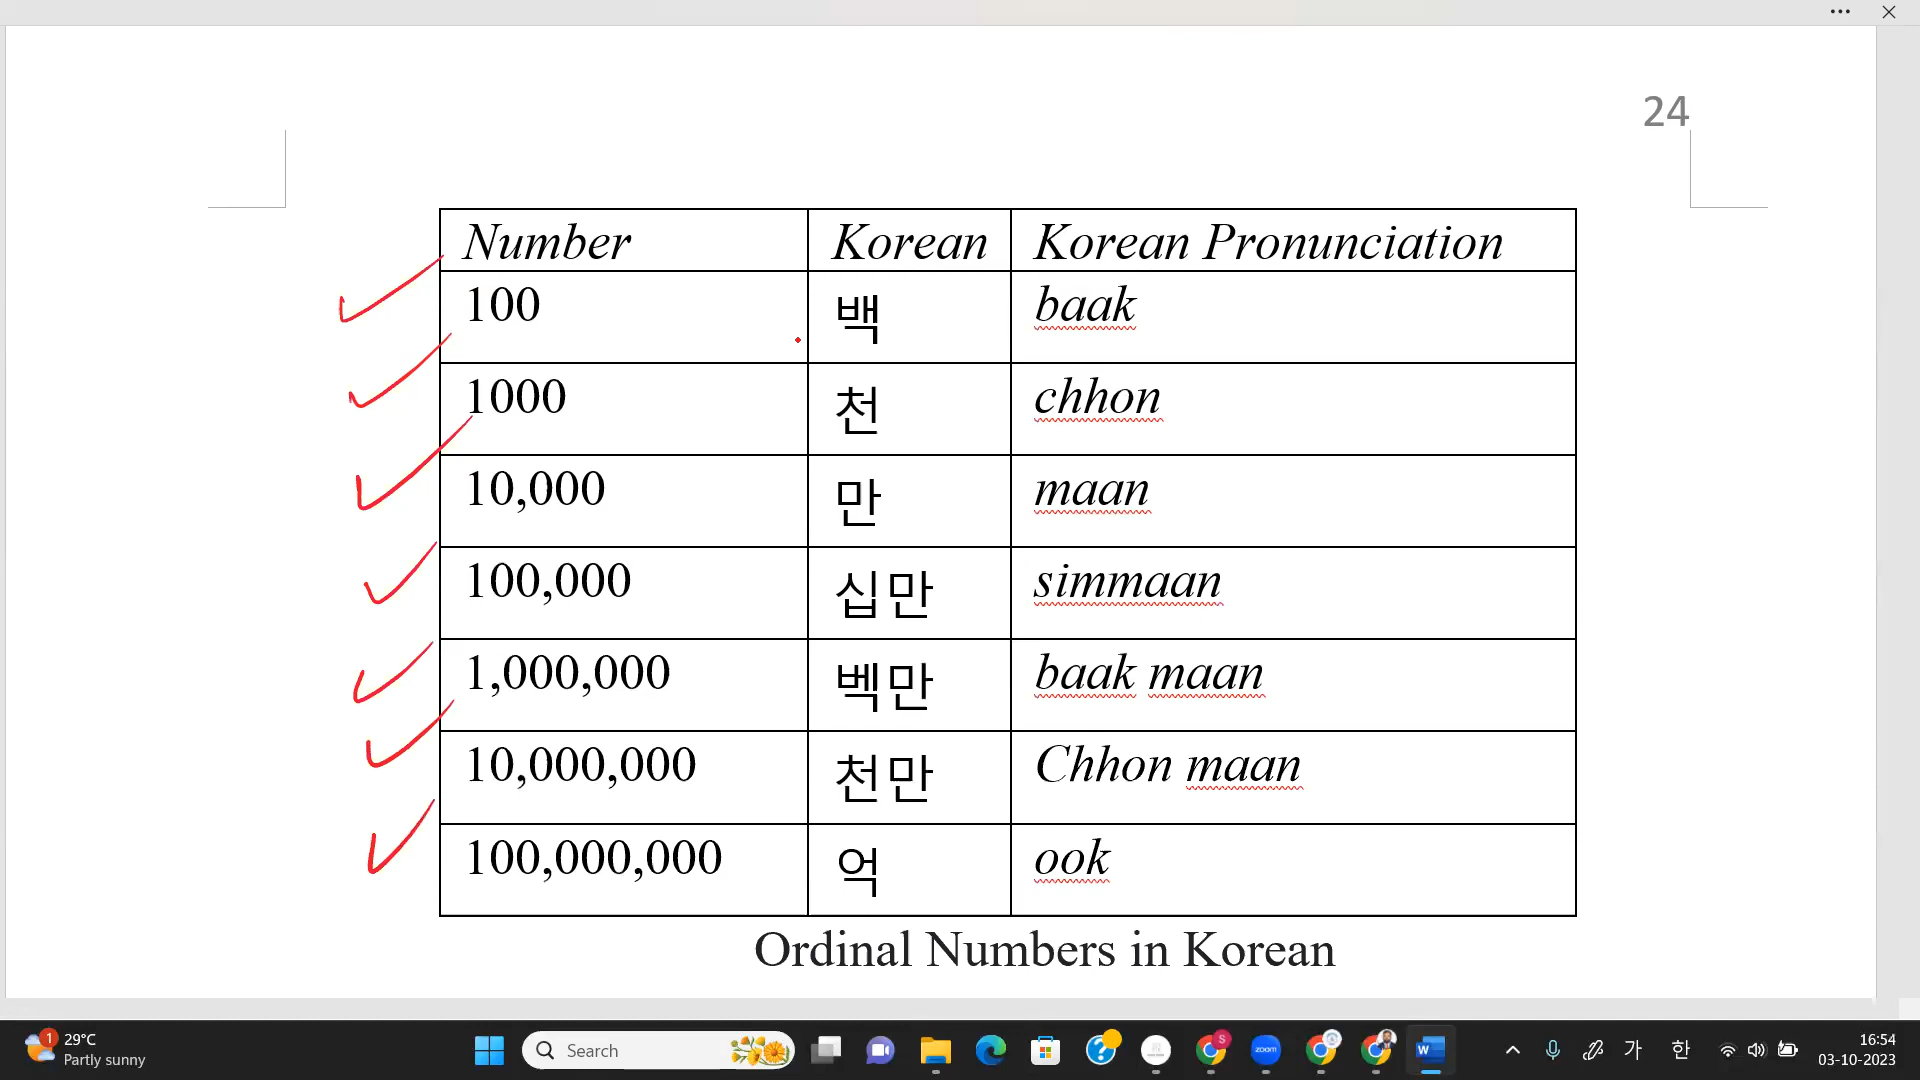 24
Number Korean Korean Pronunciation
100 백 baak
1000 천 chhon
10,000 만 maan
100,000 십만 simmaan
1,000,000 벡만 baak maan
10,000,000 천만 Chhon maan
100,000,000 억 ook
Ordinal Numbers in Korean
1 29°C
Partly sunny
Search
zoom
S
W
가 한
16:54
03-10-2023